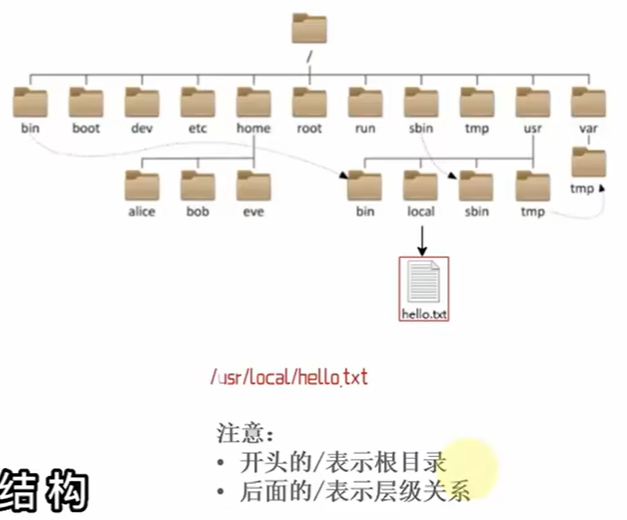 /
bin boot dev etc home root run sbin tmp usr var
tmp
alice bob eve bin local sbin tmp
hello.txt
/usr/local/hello.txt
注意：
• 开头的/表示根目录
• 后面的/表示层级关系
结构